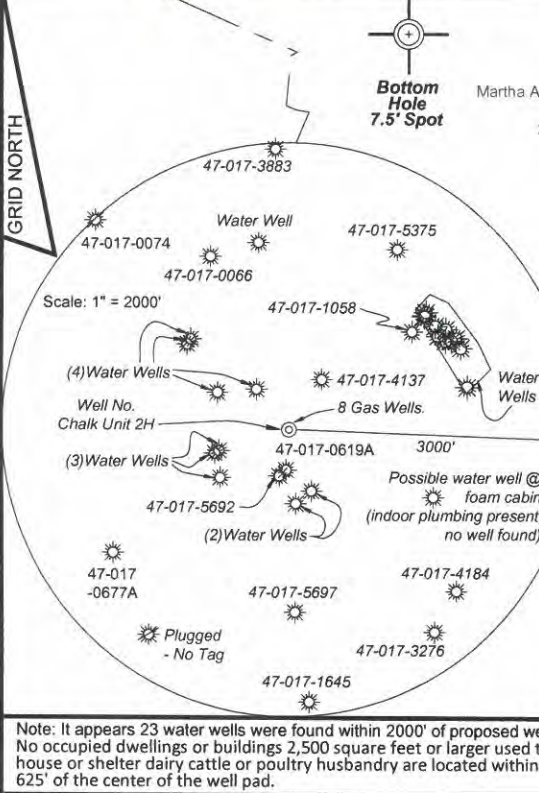 Bottom
Hole
7.5' Spot
Martha A
GRID NORTH
47-017-3883
47-017-0074
Water Well
47-017-5375
47-017-0066
Scale: 1" = 2000'
47-017-1058
(4)Water Wells
47-017-4137
Water
Wells
Well No.
Chalk Unit 2H
8 Gas Wells.
47-017-0619A
3000'
(3)Water Wells
Possible water well @
foam cabin
(indoor plumbing present
no well found)
47-017-5692
(2)Water Wells
47-017
-0677A
47-017-5697
47-017-4184
Plugged
- No Tag
47-017-3276
47-017-1645
Note: It appears 23 water wells were found within 2000' of proposed we
No occupied dwellings or buildings 2,500 square feet or larger used t
house or shelter dairy cattle or poultry husbandry are located within
625' of the center of the well pad.